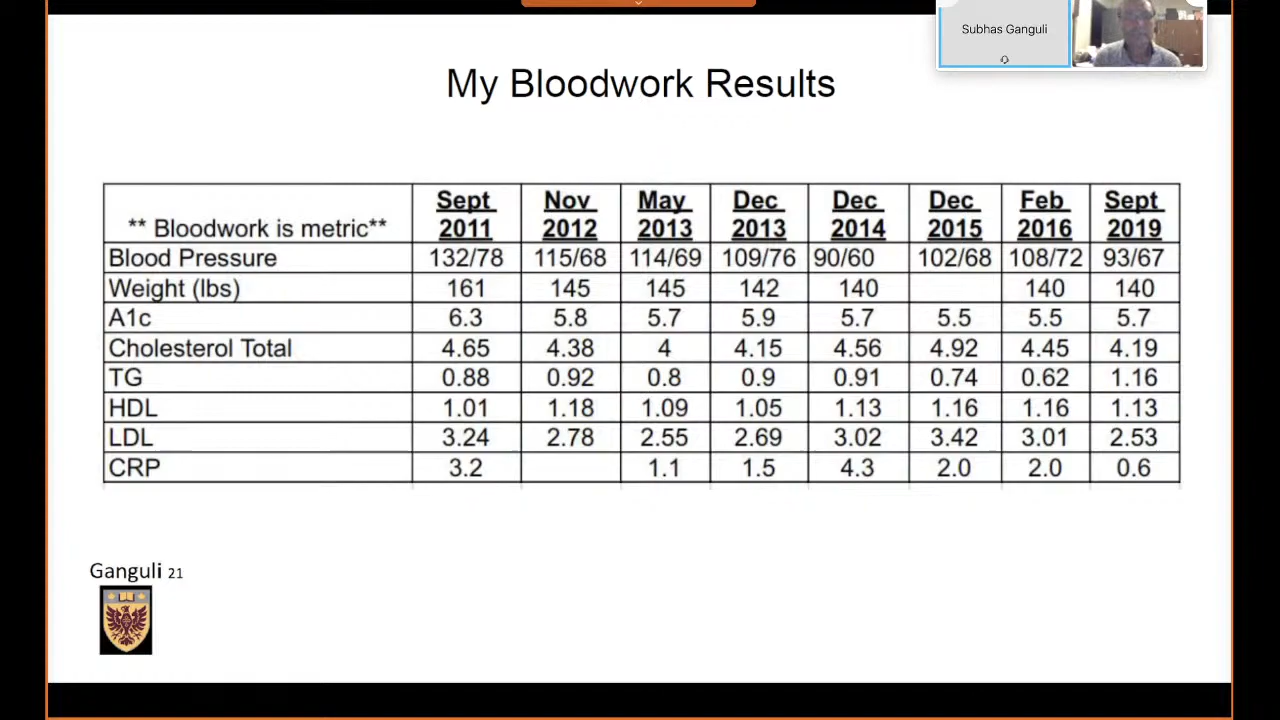 Subhas Ganguli
My Bloodwork Results
** Bloodwork is metric** Sept 2011 Nov 2012 May 2013 Dec 2013 Dec 2014 Dec 2015 Feb 2016 Sept 2019
Blood Pressure 132/78 115/68 114/69 109/76 90/60 102/68 108/72 93/67
Weight (lbs) 161 145 145 142 140 140 140
A1c 6.3 5.8 5.7 5.9 5.7 5.5 5.5 5.7
Cholesterol Total 4.65 4.38 4 4.15 4.56 4.92 4.45 4.19
TG 0.88 0.92 0.8 0.9 0.91 0.74 0.62 1.16
HDL 1.01 1.18 1.09 1.05 1.13 1.16 1.16 1.13
LDL 3.24 2.78 2.55 2.69 3.02 3.42 3.01 2.53
CRP 3.2 1.1 1.5 4.3 2.0 2.0 0.6
Ganguli 21